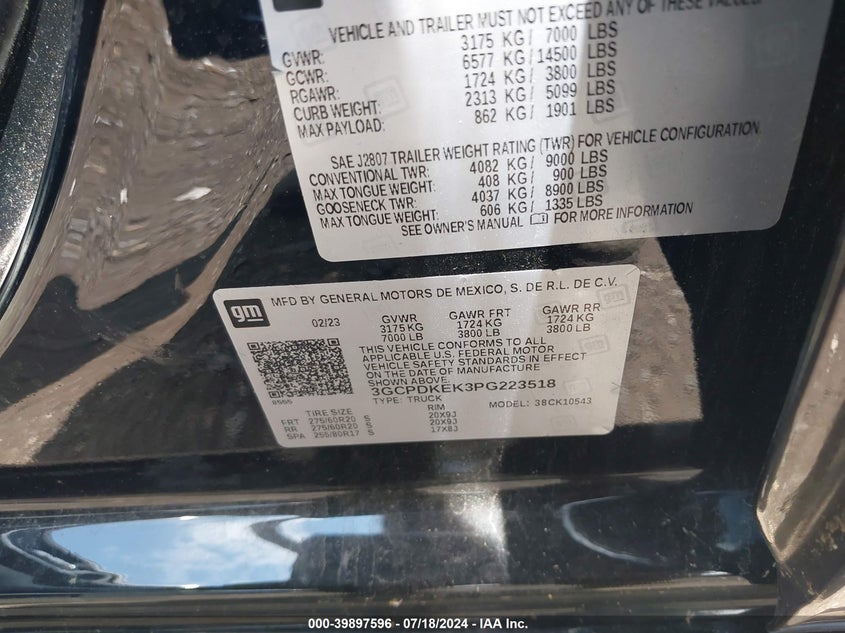 VEHICLE AND TRAILER MUST NOT EXCEED ANY OF THESE VALUES.
GVWR: 3175 KG/ 7000 LBS
GCWR: 6577 KG/ 14500 LBS
RGAWR: 1724 KG/ 3800 LBS
CURB WEIGHT: 2313 KG/ 5099 LBS
MAX PAYLOAD: 862 KG/ 1901 LBS
SAE J2807 TRAILER WEIGHT RATING (TWR) FOR VEHICLE CONFIGURATION.
CONVENTIONAL TWR: 4082 KG/ 9000 LBS
MAX TONGUE WEIGHT: 408 KG/ 900 LBS
GOOSENECK TWR: 4037 KG/ 8900 LBS
MAX TONGUE WEIGHT: 606 KG/ 1335 LBS
SEE OWNER'S MANUAL FOR MORE INFORMATION
gm MFD BY GENERAL MOTORS DE MEXICO, S. DE R.L. DE C.V.
02/23 GVWR GAWR FRT GAWR RR
3175 KG 1724 KG 1724 KG
7000 LB 3800 LB 3800 LB
THIS VEHICLE CONFORMS TO ALL
APPLICABLE U.S. FEDERAL MOTOR
VEHICLE SAFETY STANDARDS IN EFFECT
ON THE DATE OF MANUFACTURE
SHOWN ABOVE.
3GCPDKEK3PG223518
8555 TYPE: TRUCK MODEL: 38CK10543
TIRE SIZE RIM
FRT 275/60R20 S 20X9J
RR 275/60R20 S 20X9J
SPA 255/80R17 S 17X8J
000-39897596 / 07/18/2024 - IAA Inc.